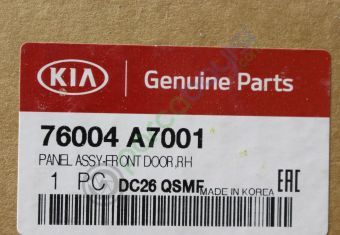 KIA Genuine Parts
76004 A7001
PANEL ASSY-FRONT DOOR,RH
1 PC DC26 QSMF MADE IN KOREA EAC